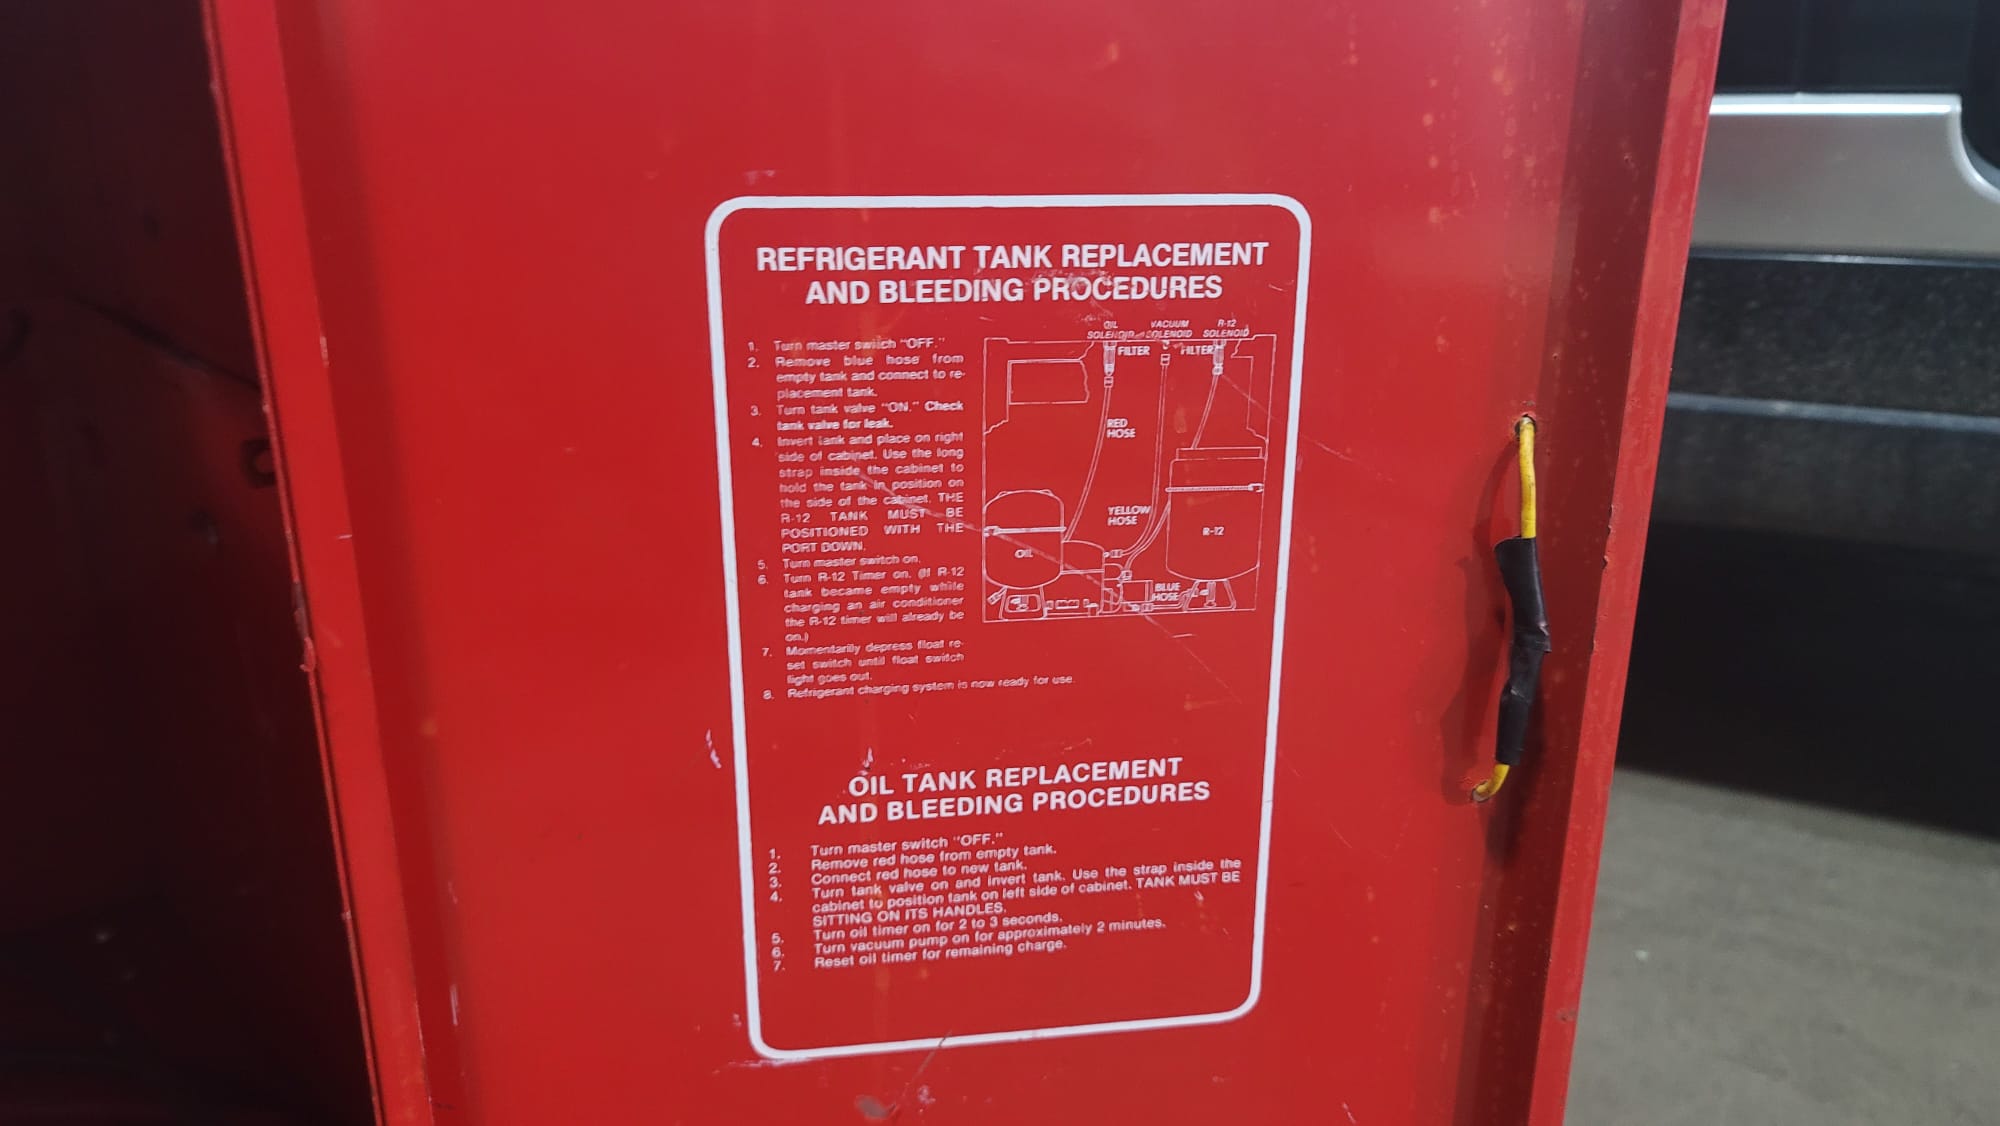 REFRIGERANT TANK REPLACEMENT
AND BLEEDING PROCEDURES
1. Turn master switch "OFF."
2. Remove blue hose from
empty tank and connect to re-
placement tank.
3. Turn tank valve "ON." Check
tank valve for leak.
4. Invert tank and place on right
side of cabinet. Use the long
strap inside the cabinet to
hold the tank in position on
the side of the cabinet. THE
R-12 TANK MUST BE
POSITIONED WITH THE
PORT DOWN.
5. Turn master switch on.
6. Turn R-12 Timer on. (If R-12
tank became empty while
charging an air conditioner
the R-12 timer will already be
on.)
7. Momentarily depress float re-
set switch until float switch
light goes out.
8. Refrigerant charging system is now ready for use.
OIL
SOLENOID
VACUUM
SOLENOID
R-12
SOLENOID
FILTER
FILTER
RED
HOSE
YELLOW
HOSE
OIL
R-12
BLUE
HOSE
OIL TANK REPLACEMENT
AND BLEEDING PROCEDURES
1. Turn master switch "OFF."
2. Remove red hose from empty tank.
3. Connect red hose to new tank.
4. Turn tank valve on and invert tank. Use the strap inside the
cabinet to position tank on left side of cabinet. TANK MUST BE
SITTING ON ITS HANDLES.
5. Turn oil timer on for 2 to 3 seconds.
6. Turn vacuum pump on for approximately 2 minutes.
7. Reset oil timer for remaining charge.